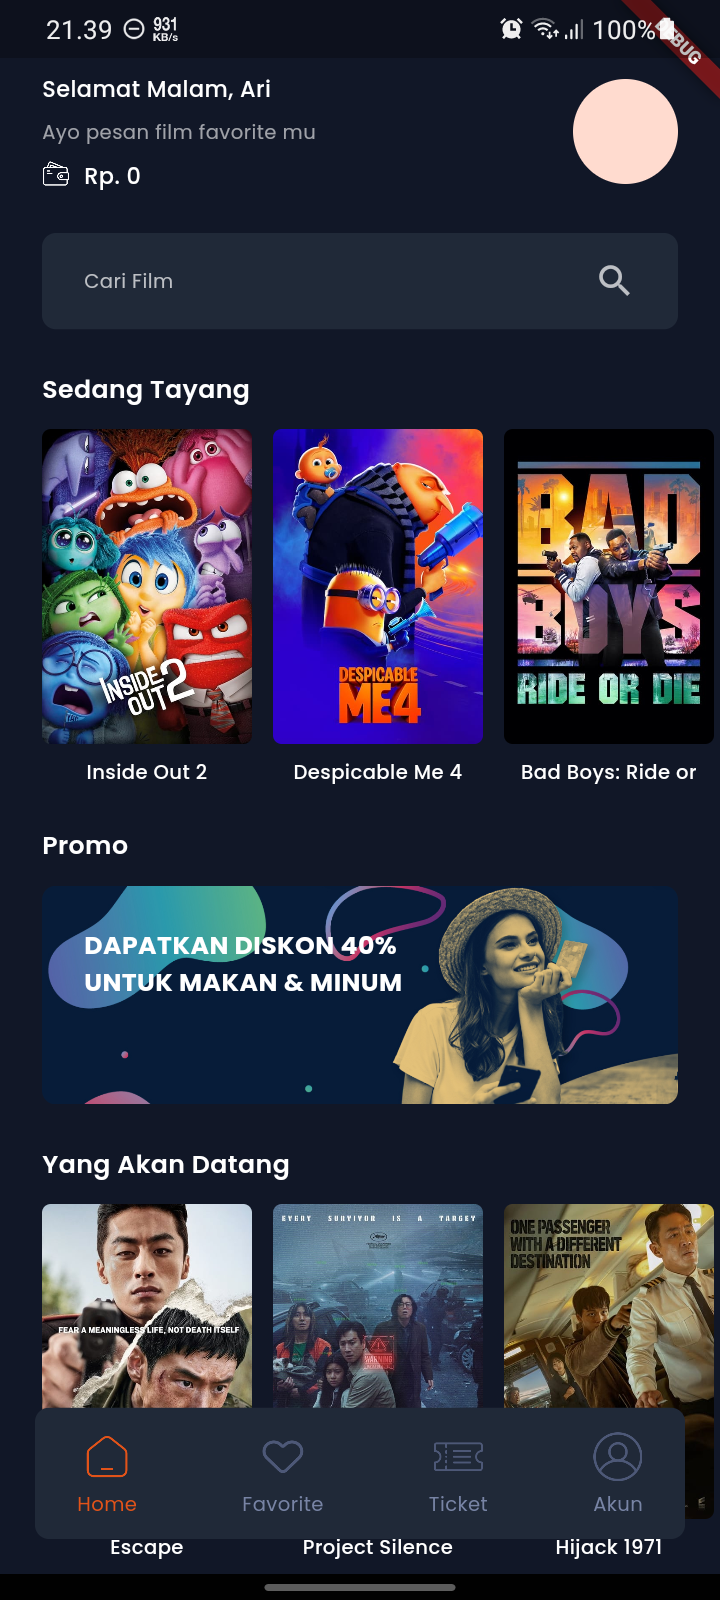 21.39 931 KB/s 100%
DEBUG
Selamat Malam, Ari
Ayo pesan film favorite mu
Rp. 0
Cari Film
Sedang Tayang
INSIDE OUT 2
DESPICABLE ME 4
BAD BOYS
RIDE OR DIE
Inside Out 2
Despicable Me 4
Bad Boys: Ride or
Promo
DAPATKAN DISKON 40%
UNTUK MAKAN & MINUM
Yang Akan Datang
FEAR A MEANINGLESS LIFE, NOT DEATH ITSELF
EVERY SURVIVOR IS A TARGET
WARNING
ONE PASSENGER
WITH A DIFFERENT
DESTINATION
Home
Favorite
Ticket
Akun
Escape
Project Silence
Hijack 1971